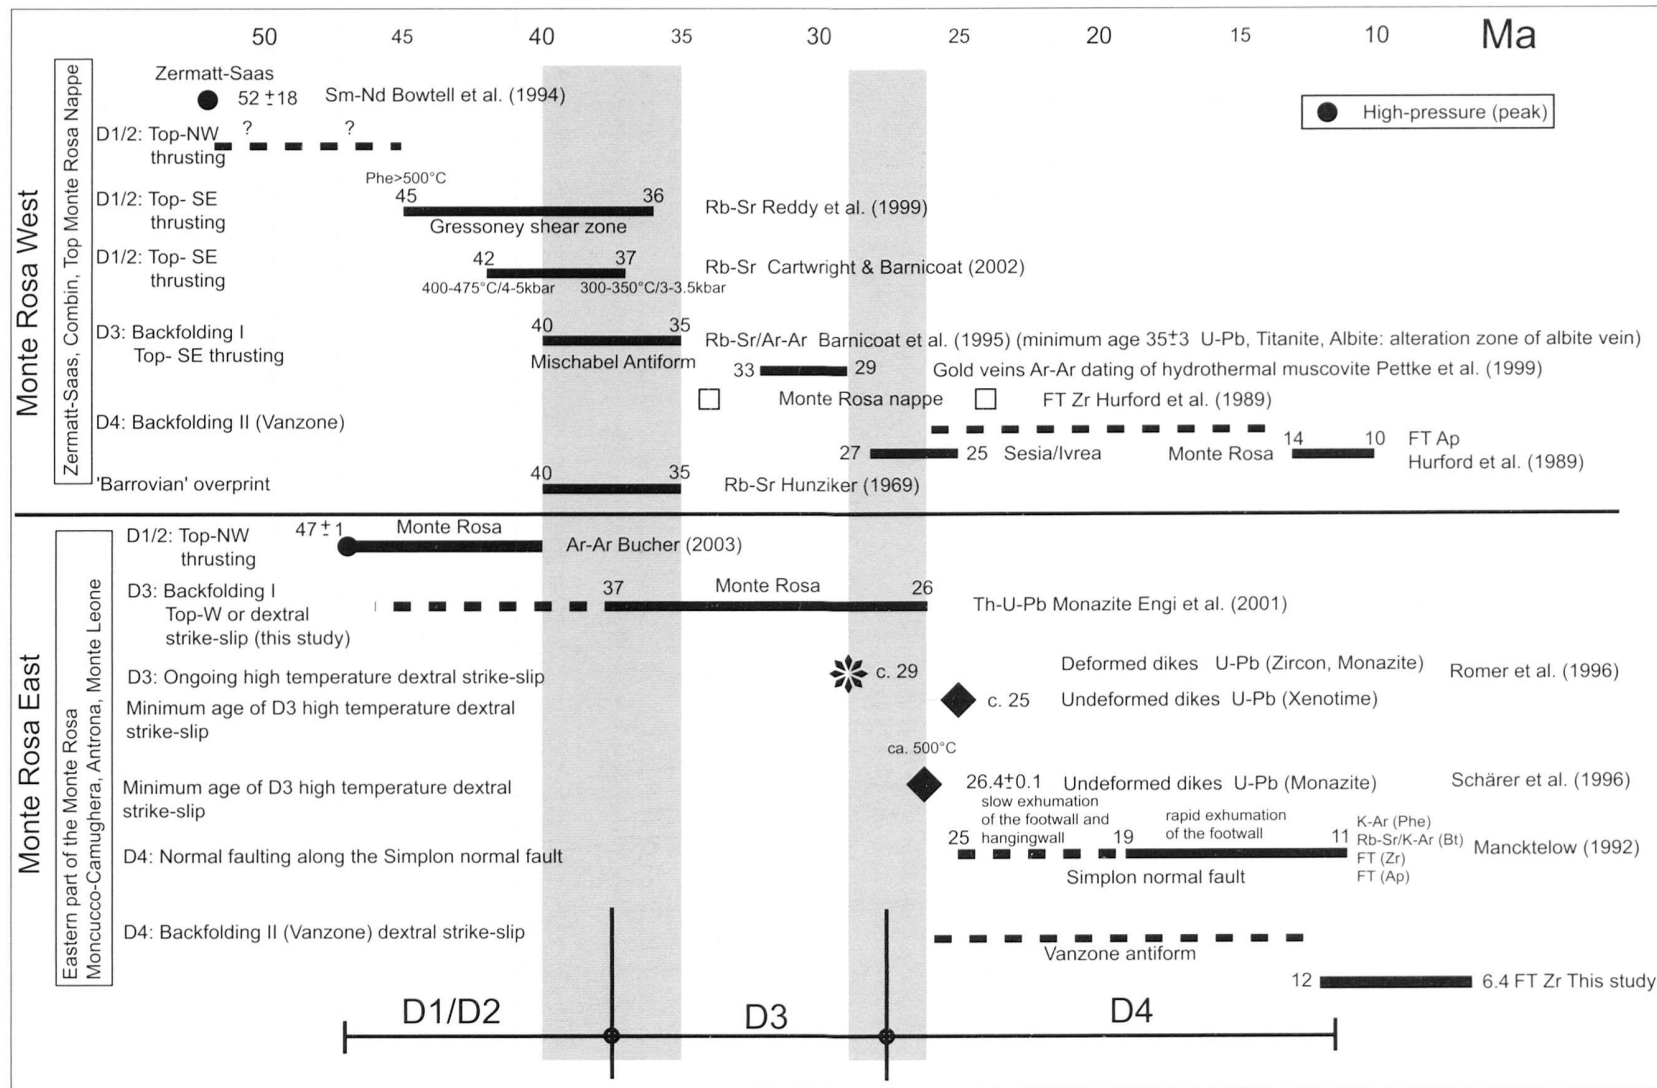 50 45 40 35 30 25 20 15 10 Ma
Monte Rosa West
Zermatt-Saas, Combin, Top Monte Rosa Nappe
Zermatt-Saas
52 ±18 Sm-Nd Bowtell et al. (1994)
High-pressure (peak)
D1/2: Top-NW
thrusting
? ?
Phe>500°C
D1/2: Top- SE
thrusting
45 36
Rb-Sr Reddy et al. (1999)
Gressoney shear zone
D1/2: Top- SE
thrusting
42 37
Rb-Sr Cartwright & Barnicoat (2002)
400-475°C/4-5kbar 300-350°C/3-3.5kbar
D3: Backfolding I
Top- SE thrusting
40 35
Rb-Sr/Ar-Ar Barnicoat et al. (1995) (minimum age 35±3 U-Pb, Titanite, Albite: alteration zone of albite vein)
Mischabel Antiform
33 29 Gold veins Ar-Ar dating of hydrothermal muscovite Pettke et al. (1999)
Monte Rosa nappe FT Zr Hurford et al. (1989)
D4: Backfolding II (Vanzone)
27 25 Sesia/Ivrea Monte Rosa 14 10 FT Ap
Hurford et al. (1989)
'Barrovian' overprint
40 35 Rb-Sr Hunziker (1969)
Monte Rosa East
Eastern part of the Monte Rosa
Moncucco-Camughera, Antrona, Monte Leone
D1/2: Top-NW
thrusting
47 ±1 Monte Rosa
Ar-Ar Bucher (2003)
D3: Backfolding I
Top-W or dextral
strike-slip (this study)
37 Monte Rosa 26
Th-U-Pb Monazite Engi et al. (2001)
D3: Ongoing high temperature dextral strike-slip
c. 29
Deformed dikes U-Pb (Zircon, Monazite)
Romer et al. (1996)
Minimum age of D3 high temperature dextral
strike-slip
c. 25 Undeformed dikes U-Pb (Xenotime)
ca. 500°C
Minimum age of D3 high temperature dextral
strike-slip
26.4±0.1 Undeformed dikes U-Pb (Monazite) Schärer et al. (1996)
slow exhumation
of the footwall and
hangingwall
rapid exhumation
of the footwall
D4: Normal faulting along the Simplon normal fault
25 19 11
Simplon normal fault
K-Ar (Phe)
Rb-Sr/K-Ar (Bt)
FT (Zr)
FT (Ap)
Mancktelow (1992)
D4: Backfolding II (Vanzone) dextral strike-slip
Vanzone antiform
12 6.4 FT Zr This study
D1/D2 D3 D4